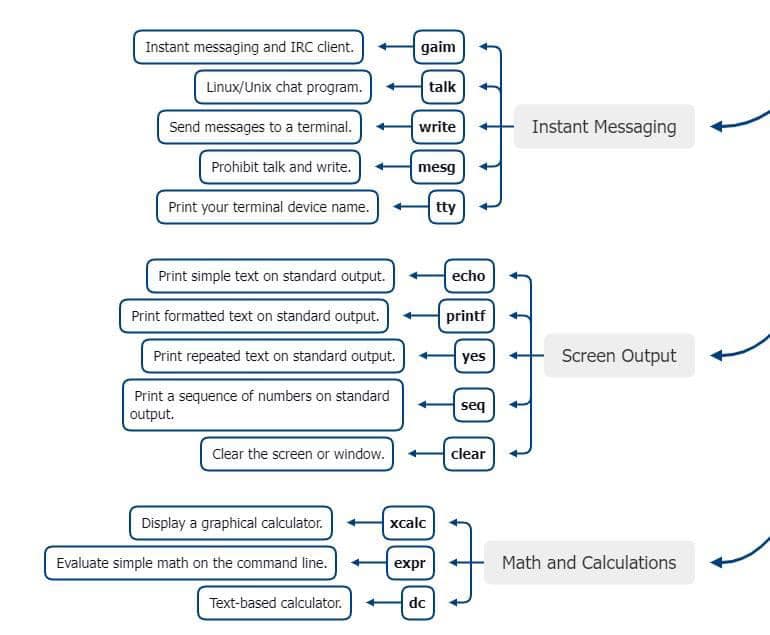 Instant messaging and IRC client.
gaim
Linux/Unix chat program.
talk
Send messages to a terminal.
write
Instant Messaging
Prohibit talk and write.
mesg
Print your terminal device name.
tty
Print simple text on standard output.
echo
Print formatted text on standard output.
printf
Print repeated text on standard output.
yes
Screen Output
Print a sequence of numbers on standard
output.
seq
Clear the screen or window.
clear
Display a graphical calculator.
xcalc
Evaluate simple math on the command line.
expr
Math and Calculations
Text-based calculator.
dc